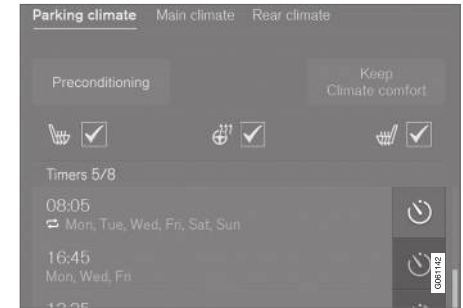 Parking climate Main climate Rear climate
Preconditioning
Keep
Climate comfort
Timers 5/8
08:05
Mon, Tue, Wed, Fri, Sat, Sun
16:45
Mon, Wed, Fri
G061142